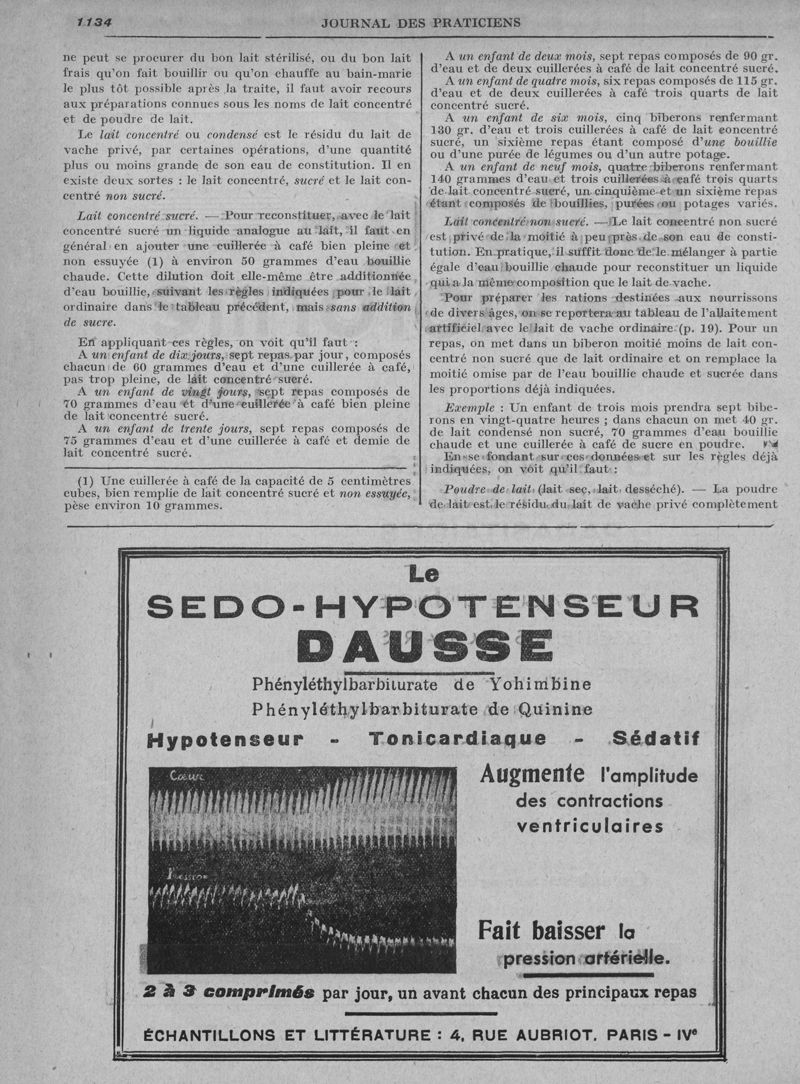 1134
JOURNAL DES PRATICIENS
ne peut se procurer du bon lait stérilisé, ou du bon lait
frais qu'on fait bouillir ou qu'on chauffe au bain-marie
le plus tôt possible après la traite, il faut avoir recours
aux préparations connues sous les noms de lait concentré
et de poudre de lait.
Le lait concentré ou condensé est le résidu du lait de
vache privé, par certaines opérations, d'une quantité
plus ou moins grande de son eau de constitution. Il en
existe deux sortes : le lait concentré, sucré et le lait con-
centré non sucré.
Lait concentré sucré. — Pour reconstituer, avec le lait
concentré sucré un liquide analogue au lait, il faut en
général en ajouter une cuillerée à café bien pleine et
non essuyée (1) à environ 50 grammes d'eau bouillie
chaude. Cette dilution doit elle-même être additionnée
d'eau bouillie, suivant les règles indiquées pour le lait
ordinaire dans le tableau précédent, mais sans addition
de sucre.
En appliquant ces règles, on voit qu'il faut :
A un enfant de dix jours, sept repas par jour, composés
chacun de 60 grammes d'eau et d'une cuillerée à café,
pas trop pleine, de lait concentré sucré.
A un enfant de vingt jours, sept repas composés de
70 grammes d'eau et d'une cuillerée à café bien pleine
de lait concentré sucré.
A un enfant de trente jours, sept repas composés de
75 grammes d'eau et d'une cuillerée à café et demie de
lait concentré sucré.
(1) Une cuillerée à café de la capacité de 5 centimètres
cubes, bien remplie de lait concentré sucré et non essuyée,
pèse environ 10 grammes.
A un enfant de deux mois, sept repas composés de 90 gr.
d'eau et de deux cuillerées à café de lait concentré sucré.
A un enfant de quatre mois, six repas composés de 115 gr.
d'eau et de deux cuillerées à café trois quarts de lait
concentré sucré.
A un enfant de six mois, cinq biberons renfermant
130 gr. d'eau et trois cuillerées à café de lait concentré
sucré, un sixième repas étant composé d'une bouillie
ou d'une purée de légumes ou d'un autre potage.
A un enfant de neuf mois, quatre biberons renfermant
140 grammes d'eau et trois cuillerées à café trois quarts
de lait concentré sucré, un cinquième et un sixième repas
étant composés de bouillies, purées ou potages variés.
Lait concentré non sucré. — Le lait concentré non sucré
est privé de la moitié à peu près de son eau de consti-
tution. En pratique, il suffit donc de le mélanger à partie
égale d'eau bouillie chaude pour reconstituer un liquide
qui a la même composition que le lait de vache.
Pour préparer les rations destinées aux nourrissons
de divers âges, on se reportera au tableau de l'allaitement
artificiel avec le lait de vache ordinaire (p. 19). Pour un
repas, on met dans un biberon moitié moins de lait con-
centré non sucré que de lait ordinaire et on remplace la
moitié omise par de l'eau bouillie chaude et sucrée dans
les proportions déjà indiquées.
Exemple : Un enfant de trois mois prendra sept bibe-
rons en vingt-quatre heures ; dans chacun on met 40 gr.
de lait condensé non sucré, 70 grammes d'eau bouillie
chaude et une cuillerée à café de sucre en poudre.
En se fondant sur ces données et sur les règles déjà
indiquées, on voit qu'il faut :
Poudre de lait (lait sec, lait desséché). — La poudre
de lait est le résidu du lait de vache privé complètement
Le
SEDO-HYPOTENSEUR
DAUSSE
Phényléthylbarbiturate de Yohimbine
Phényléthylbarbiturate de Quinine
Hypotenseur - Tonicardiaque - Sédatif
Cœur
Pression
Augmente l'amplitude
des contractions
ventriculaires
Fait baisser la
pression artérielle.
2 à 3 comprimés par jour, un avant chacun des principaux repas
ÉCHANTILLONS ET LITTÉRATURE : 4, RUE AUBRIOT, PARIS - IVe